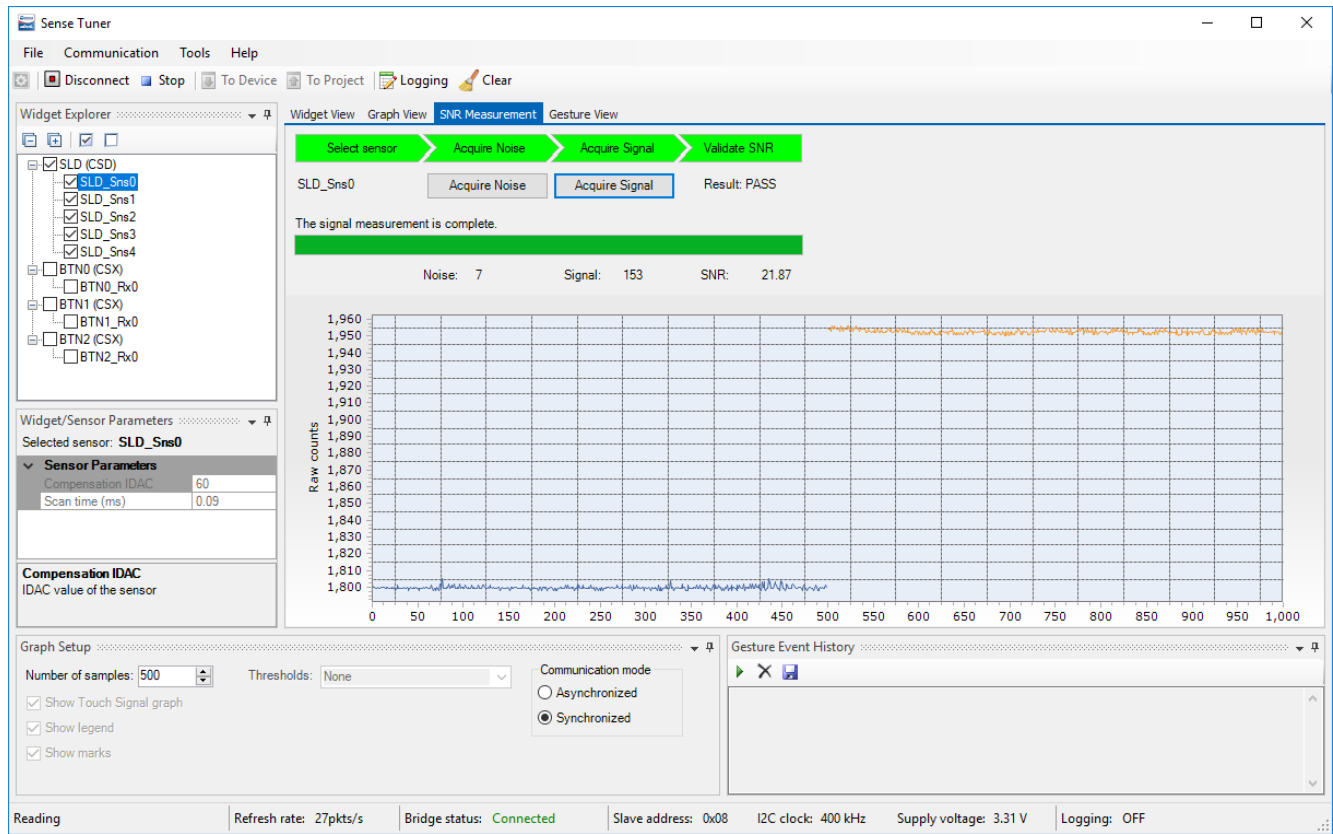 Sense Tuner
File Communication Tools Help
Disconnect Stop To Device To Project Logging Clear
Widget Explorer
SLD (CSD)
SLD_Sns0
SLD_Sns1
SLD_Sns2
SLD_Sns3
SLD_Sns4
BTN0 (CSX)
BTN0_Rx0
BTN1 (CSX)
BTN1_Rx0
BTN2 (CSX)
BTN2_Rx0
Widget/Sensor Parameters
Selected sensor: SLD_Sns0
Sensor Parameters
Compensation IDAC 60
Scan time (ms) 0.09
Compensation IDAC
IDAC value of the sensor
Widget View Graph View SNR Measurement Gesture View
Select sensor Acquire Noise Acquire Signal Validate SNR
SLD_Sns0 Acquire Noise Acquire Signal Result: PASS
The signal measurement is complete.
Noise: 7 Signal: 153 SNR: 21.87
Raw counts
1,960
1,950
1,940
1,930
1,920
1,910
1,900
1,890
1,880
1,870
1,860
1,850
1,840
1,830
1,820
1,810
1,800
0 50 100 150 200 250 300 350 400 450 500 550 600 650 700 750 800 850 900 950 1,000
Graph Setup
Number of samples: 500 Thresholds: None
Show Touch Signal graph
Show legend
Show marks
Communication mode
Asynchronized
Synchronized
Gesture Event History
Reading Refresh rate: 27pkts/s Bridge status: Connected Slave address: 0x08 I2C clock: 400 kHz Supply voltage: 3.31 V Logging: OFF